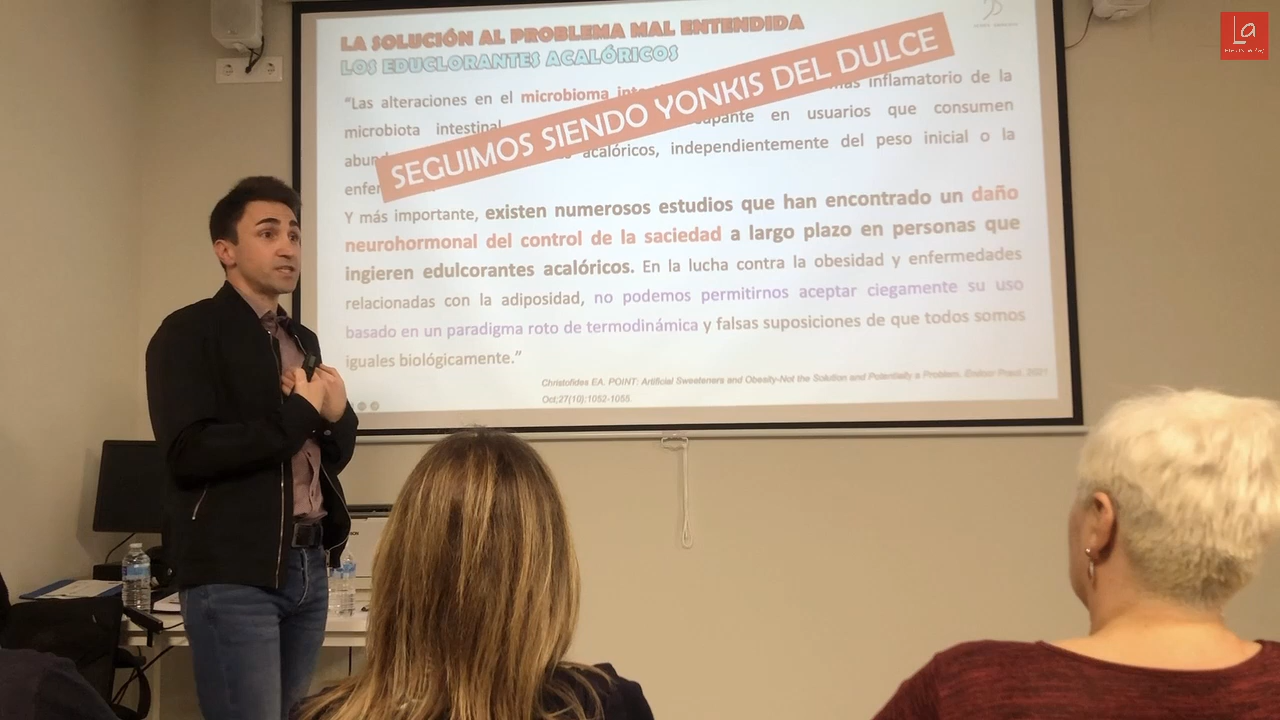 LA SOLUCIÓN AL PROBLEMA MAL ENTENDIDA
LOS EDUCLORANTES ACALÓRICOS
SEGUIMOS SIENDO YONKIS DEL DULCE
“Las alteraciones en el microbioma inflamatorio de la
microbiota intestinal en usuarios que consumen
acalóricos, independientemente del peso inicial o la
Y más importante, existen numerosos estudios que han encontrado un daño
neurohormonal del control de la saciedad a largo plazo en personas que
ingieren edulcorantes acalóricos. En la lucha contra la obesidad y enfermedades
relacionadas con la adiposidad, no podemos permitirnos aceptar ciegamente su uso
basado en un paradigma roto de termodinámica y falsas suposiciones de que todos somos
iguales biológicamente.”
Christofides EA. POINT: Artificial Sweeteners and Obesity-Not the Solution and Potentially a Problem. Endocr Pract. 2021
Oct;27(10):1052-1055.
La